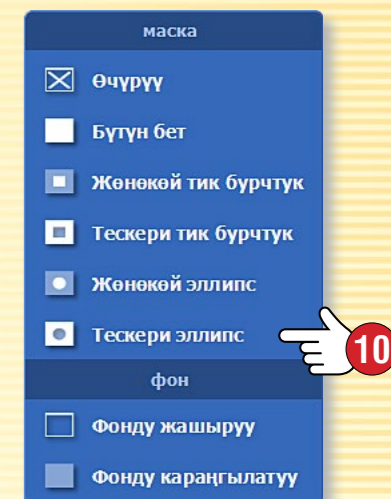 маска
Өчүрүү
Бүтүн бет
Жөнөкөй тик бурчтук
Тескери тик бурчтук
Жөнөкөй эллипс
Тескери эллипс
10
фон
Фонду жашыруу
Фонду караңгылатуу